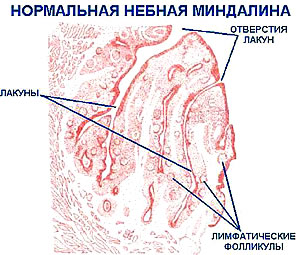 НОРМАЛЬНАЯ НЕБНАЯ МИНДАЛИНА
ОТВЕРСТИЯ
ЛАКУН
ЛАКУНЫ
ЛИМФАТИЧЕСКИЕ
ФОЛЛИКУЛЫ